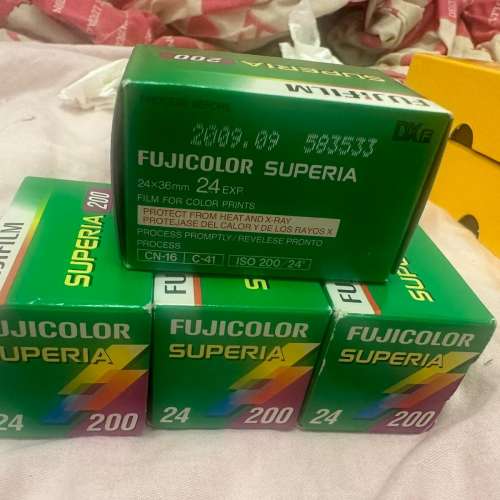 SUPERIA 200
FUJIFILM
2009.09 583533
DX
FUJICOLOR SUPERIA
24×36mm 24 EXP
FILM FOR COLOR PRINTS
PROTECT FROM HEAT AND X-RAY
PROTEJASE DEL CALOR Y DE LOS RAYOS X
PROCESS PROMPTLY/REVELESE PRONTO
PROCESS
CN-16 C-41 ISO 200/24°
FUJIFILM
SUPERIA 200
FUJICOLOR
SUPERIA
24 200
FUJICOLOR
SUPERIA
24 200
FUJICOLOR
SUPERIA
24 200